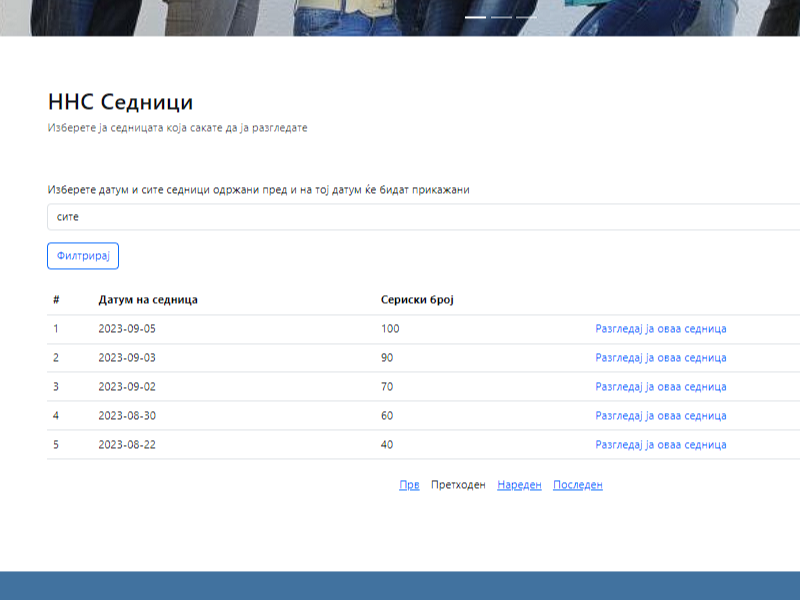 ННС Седници
Изберете ја седницата која сакате да ја разгледате
Изберете датум и сите седници одржани пред и на тој датум ќе бидат прикажани
сите
Филтрирај
# Датум на седница Сериски број
1 2023-09-05 100 Разгледај ја оваа седница
2 2023-09-03 90 Разгледај ја оваа седница
3 2023-09-02 70 Разгледај ја оваа седница
4 2023-08-30 60 Разгледај ја оваа седница
5 2023-08-22 40 Разгледај ја оваа седница
Прв Претходен Нареден Последен